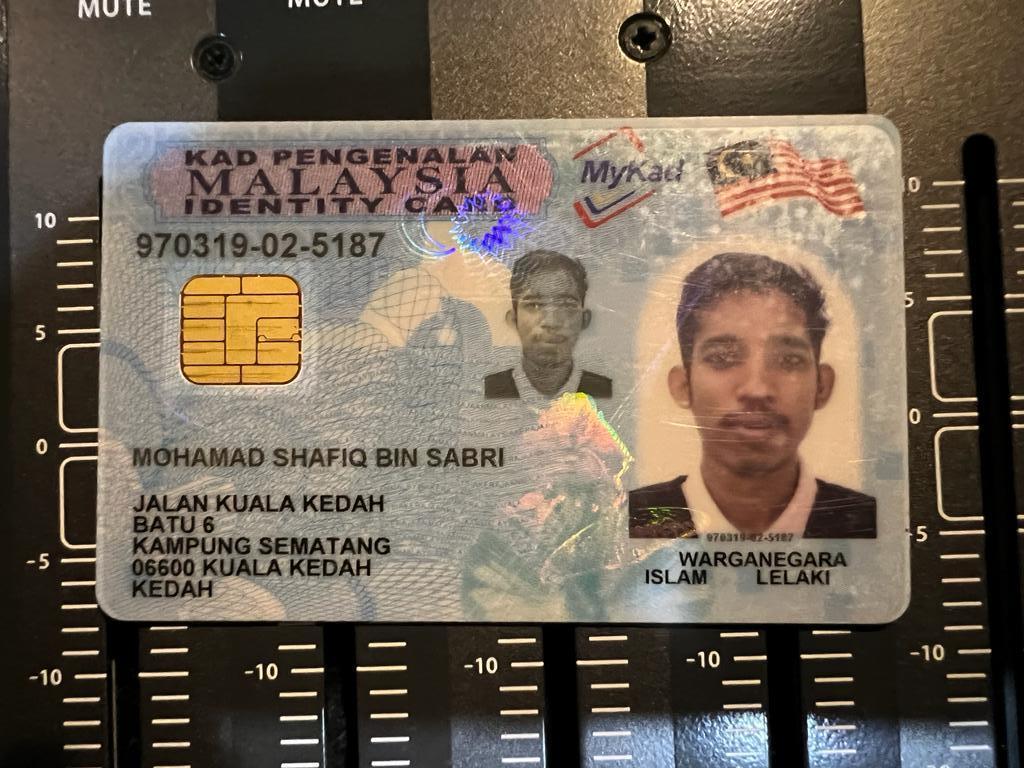 MUTE
MUTE
KAD PENGENALAN
MALAYSIA
IDENTITY CARD
MyKad
970319-02-5187
MOHAMAD SHAFIQ BIN SABRI
JALAN KUALA KEDAH
BATU 6
KAMPUNG SEMATANG
06600 KUALA KEDAH
KEDAH
970319-02-5187
WARGANEGARA
ISLAM LELAKI
10
5
0
-5
-10
-10
-10
-10
-10
10
5
0
-5